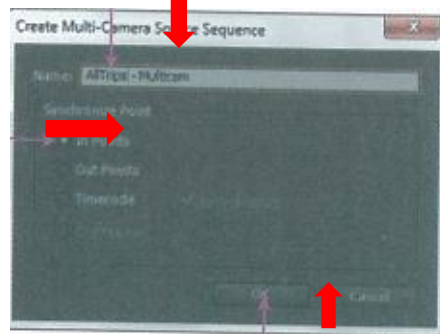 Create Multi-Camera Source Sequence
Name: AllTrips - Multicam
Synchronize Point
In Points
Out Points
Timecode
OK Cancel